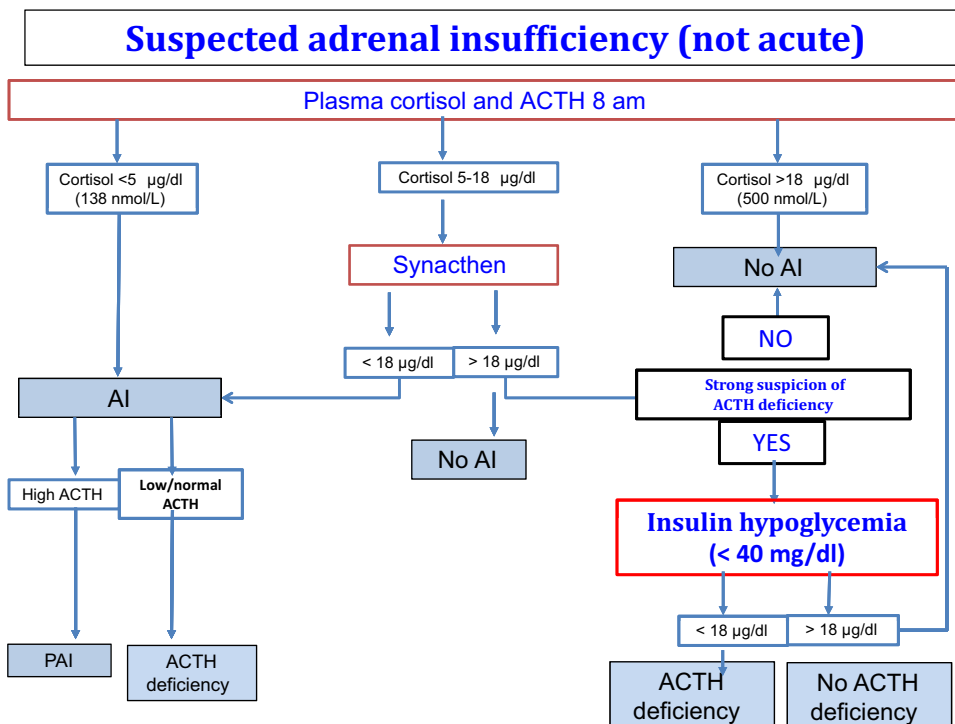 Suspected adrenal insufficiency (not acute)
Plasma cortisol and ACTH 8 am
Cortisol <5 µg/dl
(138 nmol/L)
Cortisol 5-18 µg/dl
Cortisol >18 µg/dl
(500 nmol/L)
Synacthen
No AI
NO
< 18 µg/dl
> 18 µg/dl
Strong suspicion of
ACTH deficiency
AI
YES
No AI
High ACTH
Low/normal
ACTH
Insulin hypoglycemia
(< 40 mg/dl)
< 18 µg/dl
> 18 µg/dl
PAI
ACTH
deficiency
ACTH
deficiency
No ACTH
deficiency